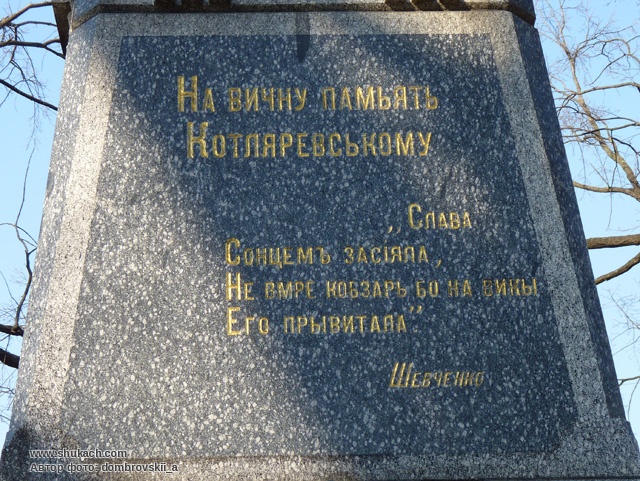 На вичну памьять
Котляревському
„Слава
Сонцемъ засіяла,
Не вмре кобзарь бо на викы
Его прывитала"
Шевченко
www.shukach.com
Автор фото: dombrovskii_a